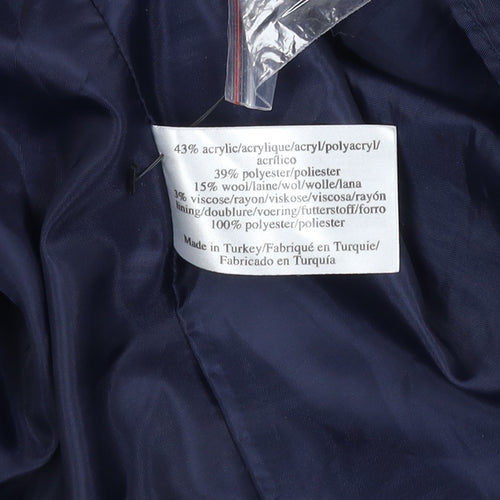 43% acrylic/acrylique/acryl/polyacryl/
acrílico
39% polyester/poliester
15% wool/laine/wol/wolle/lana
3% viscose/rayon/viskose/viscosa/rayón
lining/doublure/voering/futterstoff/forro
100% polyester/poliester
Made in Turkey/Fabriqué en Turquie/
Fabricado en Turquía